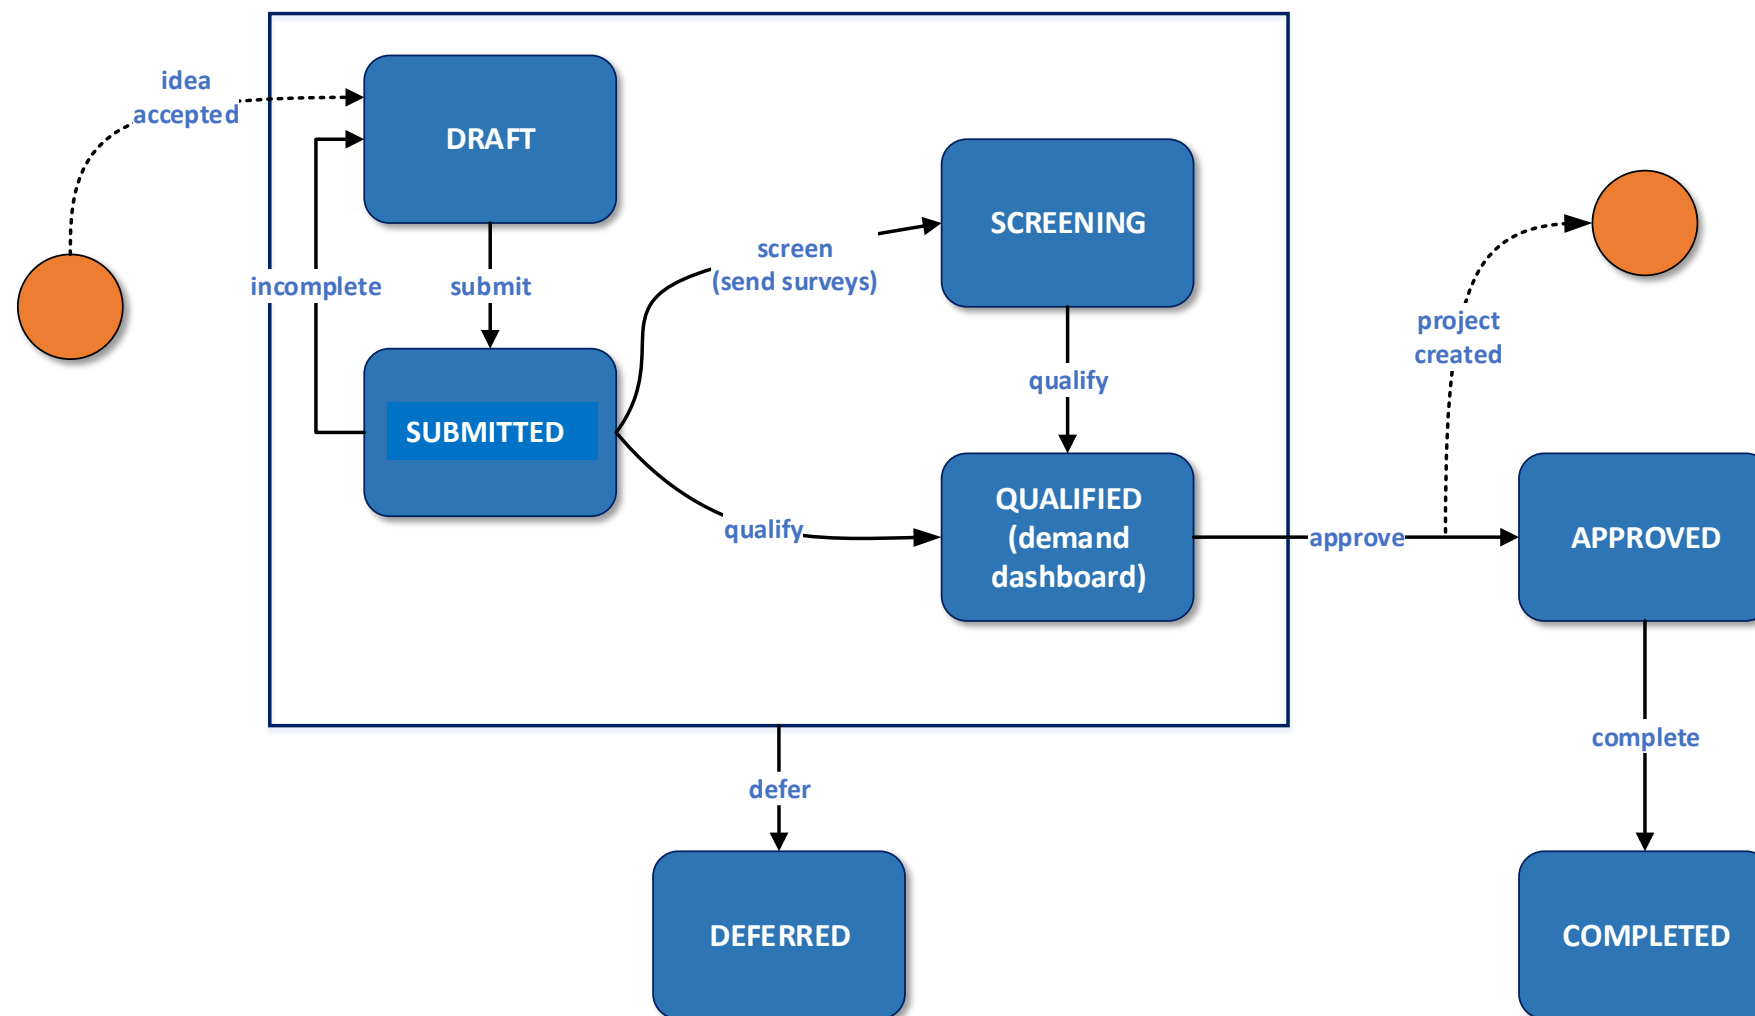 idea
accepted
DRAFT
SCREENING
screen
(send surveys)
incomplete
submit
project
created
qualify
SUBMITTED
QUALIFIED
(demand
dashboard)
qualify
approve
APPROVED
complete
defer
DEFERRED
COMPLETED